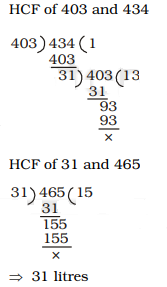 HCF of 403 and 434
403) 434 (1
403
31) 403 (13
31
93
93
×
HCF of 31 and 465
31) 465 (15
31
155
155
×
⇒ 31 litres